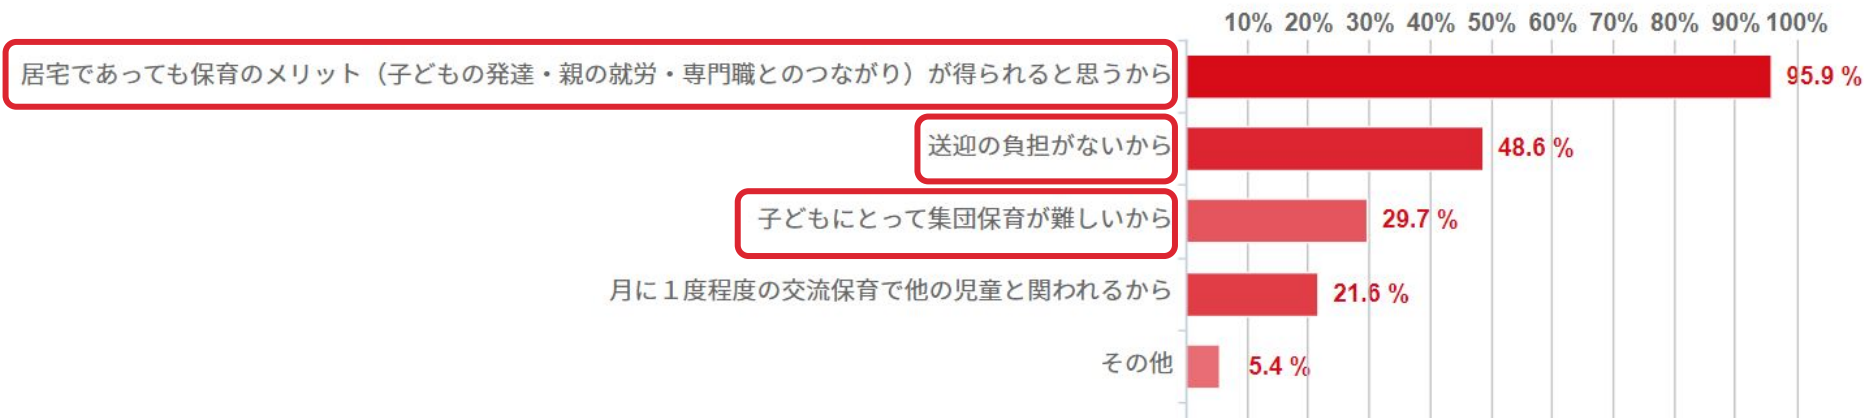 10% 20% 30% 40% 50% 60% 70% 80% 90% 100%
居宅であっても保育のメリット（子どもの発達・親の就労・専門職とのつながり）が得られると思うから 95.9 %
送迎の負担がないから 48.6 %
子どもにとって集団保育が難しいから 29.7 %
月に１度程度の交流保育で他の児童と関われるから 21.6 %
その他 5.4 %